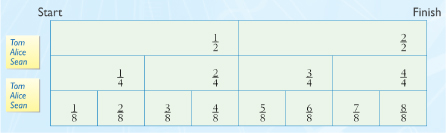 Start Finish
Tom
Alice
Sean
1/2 2/2
Tom
Alice
Sean
1/4 2/4 3/4 4/4
1/8 2/8 3/8 4/8 5/8 6/8 7/8 8/8